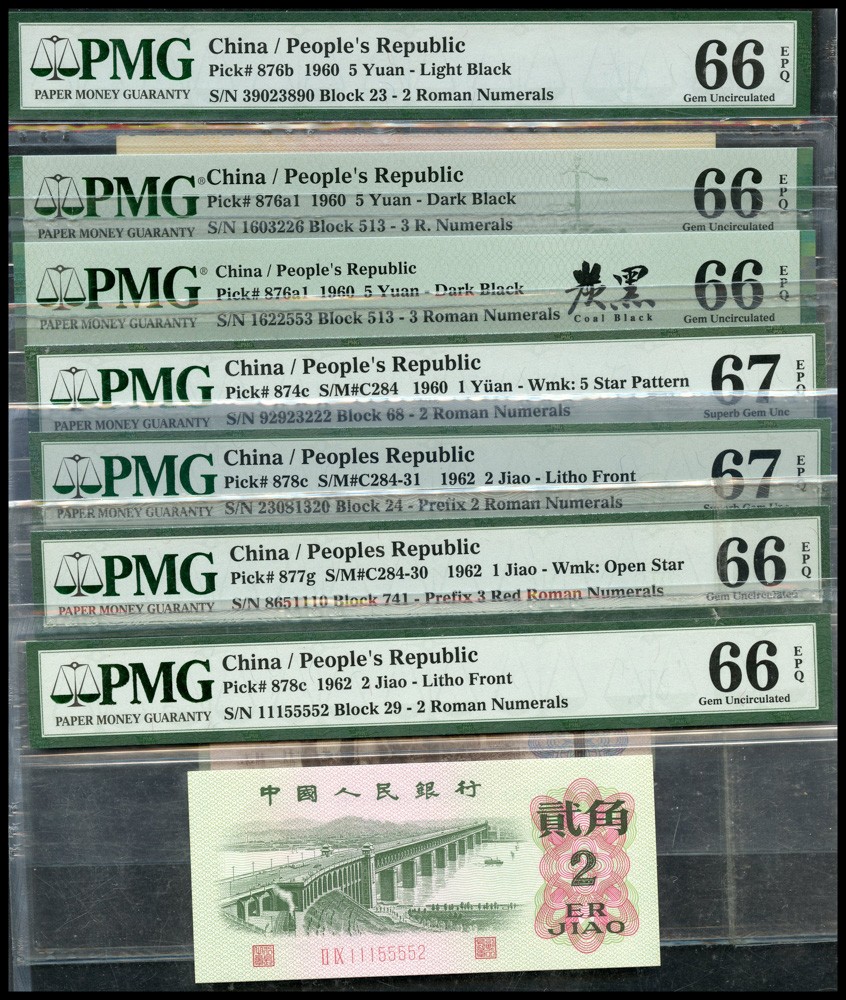 PMG
PAPER MONEY GUARANTY
China / People's Republic
Pick# 876b 1960 5 Yuan - Light Black
S/N 39023890 Block 23 - 2 Roman Numerals
66 EPQ
Gem Uncirculated
PMG®
PAPER MONEY GUARANTY
China / People's Republic
Pick# 876a1 1960 5 Yuan - Dark Black
S/N 1603226 Block 513 - 3 R. Numerals
66 EPQ
Gem Uncirculated
PMG®
PAPER MONEY GUARANTY
China / People's Republic
Pick# 876a1 1960 5 Yuan - Dark Black
S/N 1622553 Block 513 - 3 Roman Numerals
炭黑
Coal Black
66 EPQ
Gem Uncirculated
PMG
PAPER MONEY GUARANTY
China / People's Republic
Pick# 874c S/M#C284 1960 1 Yüan - Wmk: 5 Star Pattern
S/N 92923222 Block 68 - 2 Roman Numerals
67 EPQ
Superb Gem Unc
PMG
PAPER MONEY GUARANTY
China / Peoples Republic
Pick# 878c S/M#C284-31 1962 2 Jiao - Litho Front
S/N 23081320 Block 24 - Prefix 2 Roman Numerals
67 EPQ
Superb Gem Unc
PMG
PAPER MONEY GUARANTY
China / Peoples Republic
Pick# 877g S/M#C284-30 1962 1 Jiao - Wmk: Open Star
S/N 8651110 Block 741 - Prefix 3 Red Roman Numerals
66 EPQ
Gem Uncirculated
PMG
PAPER MONEY GUARANTY
China / People's Republic
Pick# 878c 1962 2 Jiao - Litho Front
S/N 11155552 Block 29 - 2 Roman Numerals
66 EPQ
Gem Uncirculated
中國人民銀行
貳角
2
ER
JIAO
II IX 11155552